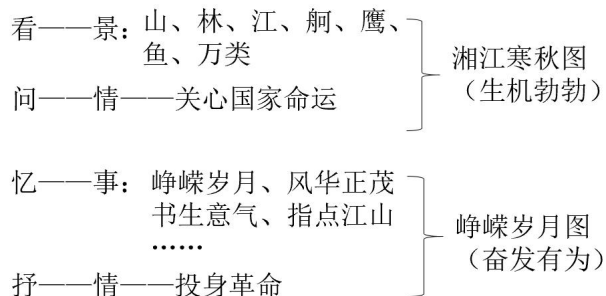 看——景：山、林、江、舸、鹰、
鱼、万类
问——情——关心国家命运
湘江寒秋图
（生机勃勃）
忆——事：峥嵘岁月、风华正茂
书生意气、指点江山
……
抒——情——投身革命
峥嵘岁月图
（奋发有为）